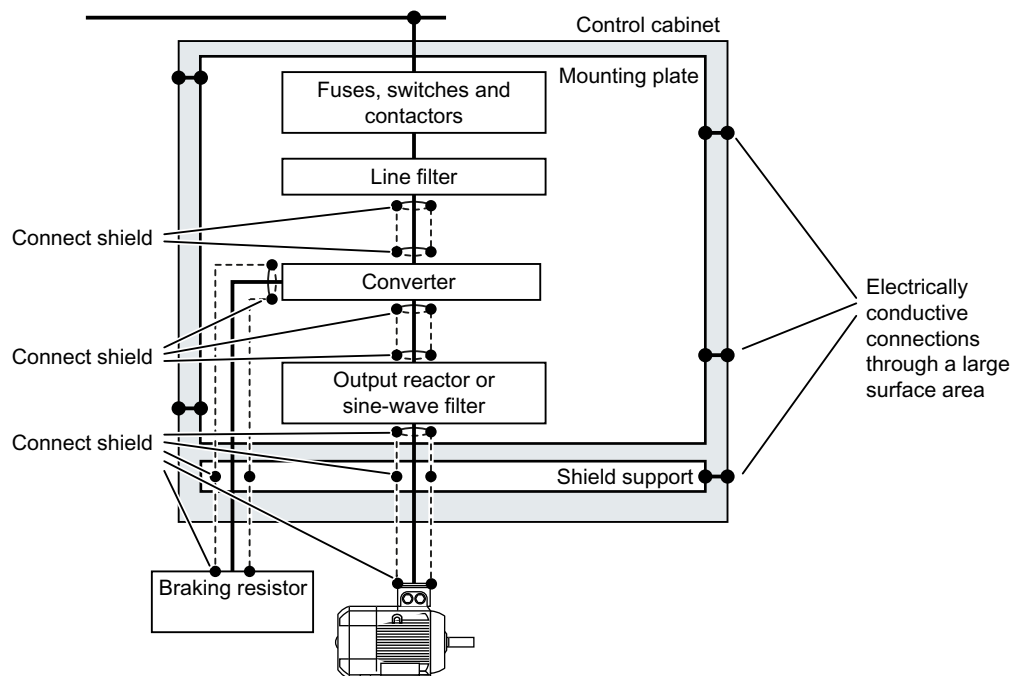 Control cabinet
Mounting plate
Fuses, switches and
contactors
Line filter
Connect shield
Converter
Electrically
conductive
connections
through a large
surface area
Connect shield
Output reactor or
sine-wave filter
Connect shield
Shield support
Braking resistor